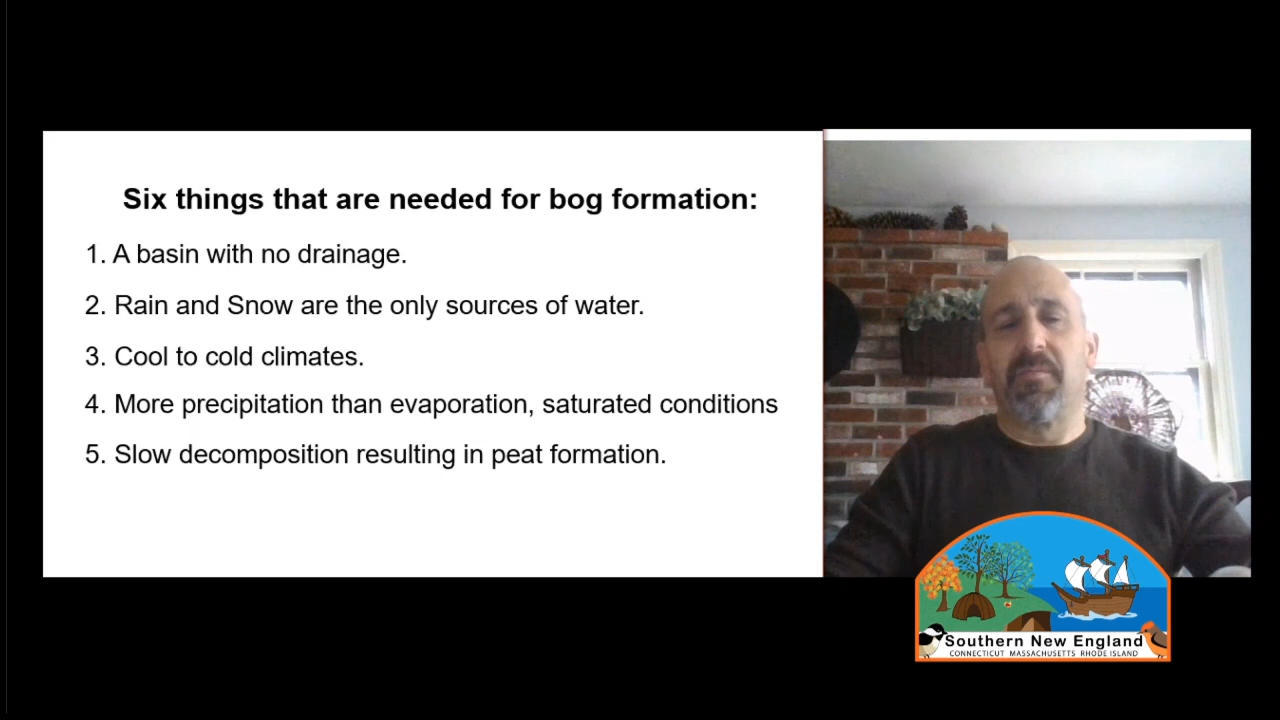 Six things that are needed for bog formation:
1. A basin with no drainage.
2. Rain and Snow are the only sources of water.
3. Cool to cold climates.
4. More precipitation than evaporation, saturated conditions
5. Slow decomposition resulting in peat formation.
Southern New England
CONNECTICUT MASSACHUSETTS RHODE ISLAND